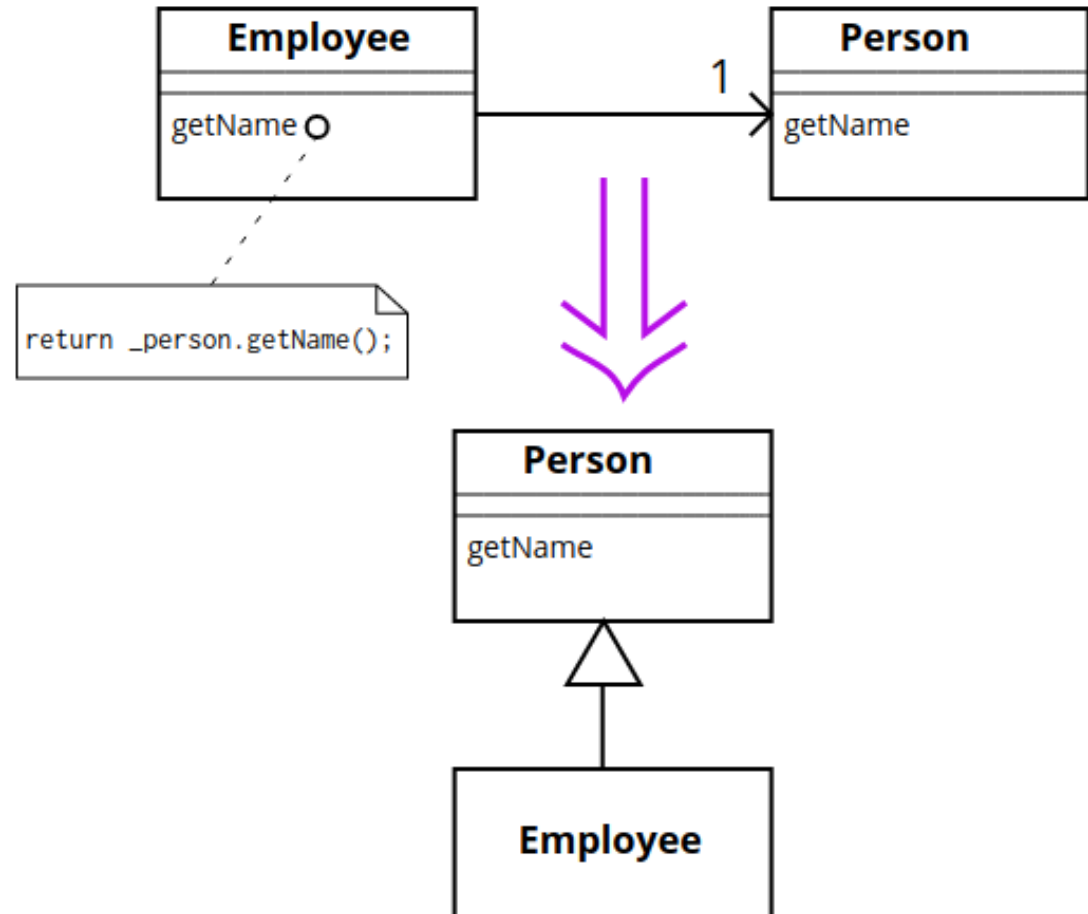 Employee
Person
1
getName
getName
return _person.getName();
Person
getName
Employee